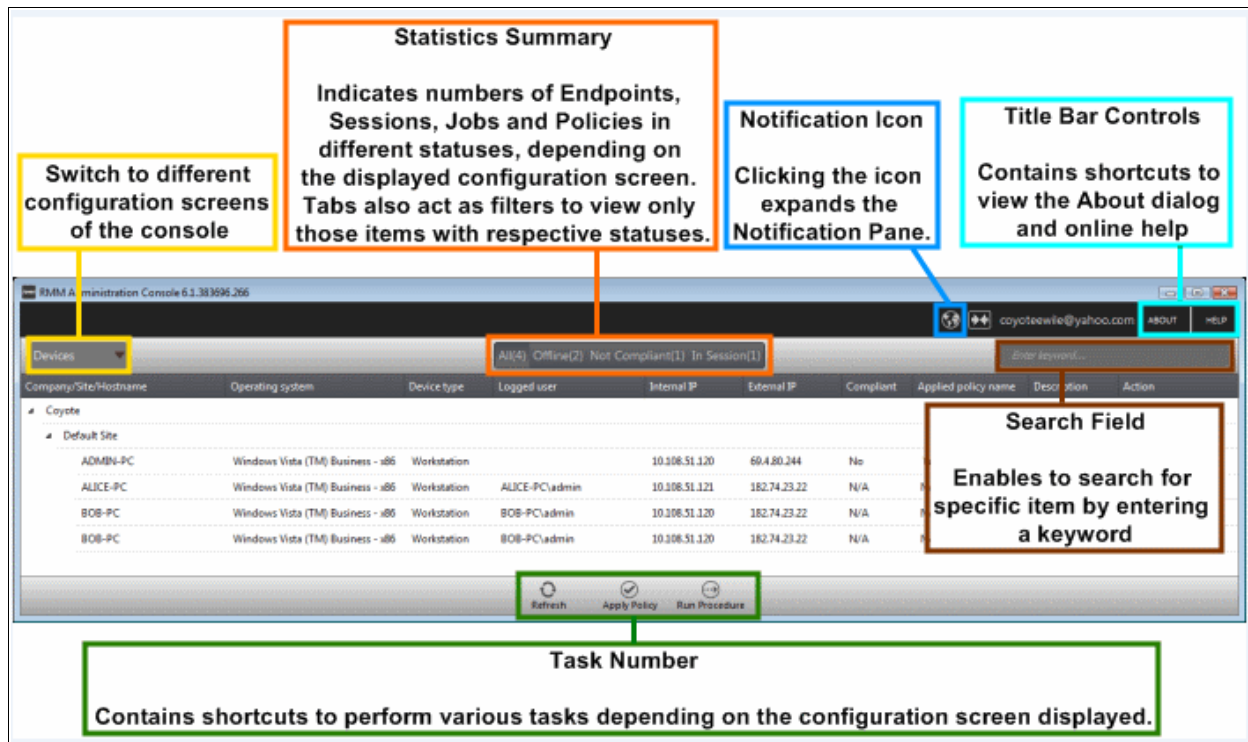 Statistics Summary
Indicates numbers of Endpoints,
Sessions, Jobs and Policies in
different statuses, depending on
the displayed configuration screen.
Tabs also act as filters to view only
those items with respective statuses.
Notification Icon
Clicking the icon
expands the
Notification Pane.
Title Bar Controls
Contains shortcuts to
view the About dialog
and online help
Switch to different
configuration screens
of the console
RMM Administration Console 6.1.383696.266
coyoteewile@yahoo.com ABOUT HELP
Devices All(4) Offline(2) Not Compliant(1) In Session(1) Enter keyword...
Company/Site/Hostname Operating system Device type Logged user Internal IP External IP Compliant Applied policy name Description Action
Coyote
Default Site
ADMIN-PC Windows Vista (TM) Business - x86 Workstation 10.108.51.120 69.4.80.244 No
ALICE-PC Windows Vista (TM) Business - x86 Workstation ALICE-PC\admin 10.108.51.121 182.74.23.22 N/A
BOB-PC Windows Vista (TM) Business - x86 Workstation BOB-PC\admin 10.108.51.120 182.74.23.22 N/A
BOB-PC Windows Vista (TM) Business - x86 Workstation BOB-PC\admin 10.108.51.120 182.74.23.22 N/A
Search Field
Enables to search for
specific item by entering
a keyword
Refresh Apply Policy Run Procedure
Task Number
Contains shortcuts to perform various tasks depending on the configuration screen displayed.